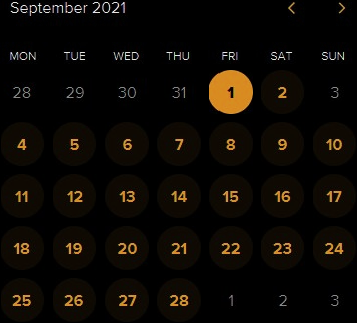 September 2021 < >
MON TUE WED THU FRI SAT SUN
28 29 30 31 1 2 3
4 5 6 7 8 9 10
11 12 13 14 15 16 17
18 19 20 21 22 23 24
25 26 27 28 1 2 3